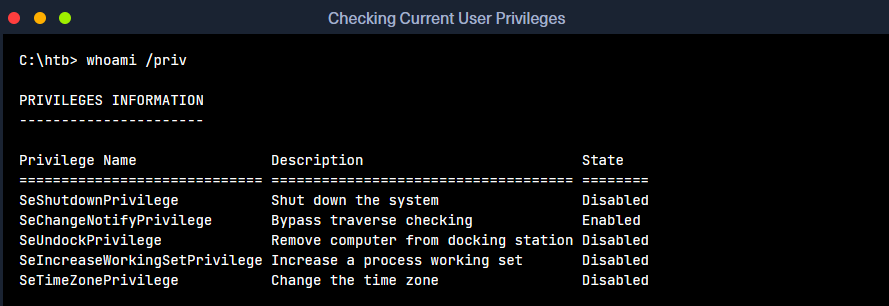 Checking Current User Privileges
C:\htb> whoami /priv
PRIVILEGES INFORMATION
----------------------
Privilege Name                Description                          State
============================= ==================================== ========
SeShutdownPrivilege           Shut down the system                 Disabled
SeChangeNotifyPrivilege       Bypass traverse checking             Enabled
SeUndockPrivilege             Remove computer from docking station Disabled
SeIncreaseWorkingSetPrivilege Increase a process working set       Disabled
SeTimeZonePrivilege           Change the time zone                 Disabled